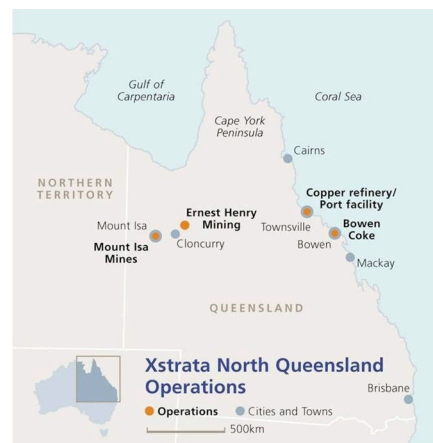 Gulf of
Carpentaria
Coral Sea
Cape York
Peninsula
Cairns
NORTHERN
TERRITORY
Copper refinery/
Port facility
Ernest Henry
Mining
Mount Isa
Townsville
Bowen
Coke
Cloncurry
Bowen
Mount Isa
Mines
Mackay
QUEENSLAND
Xstrata North Queensland
Operations
Brisbane
Operations
Cities and Towns
500km